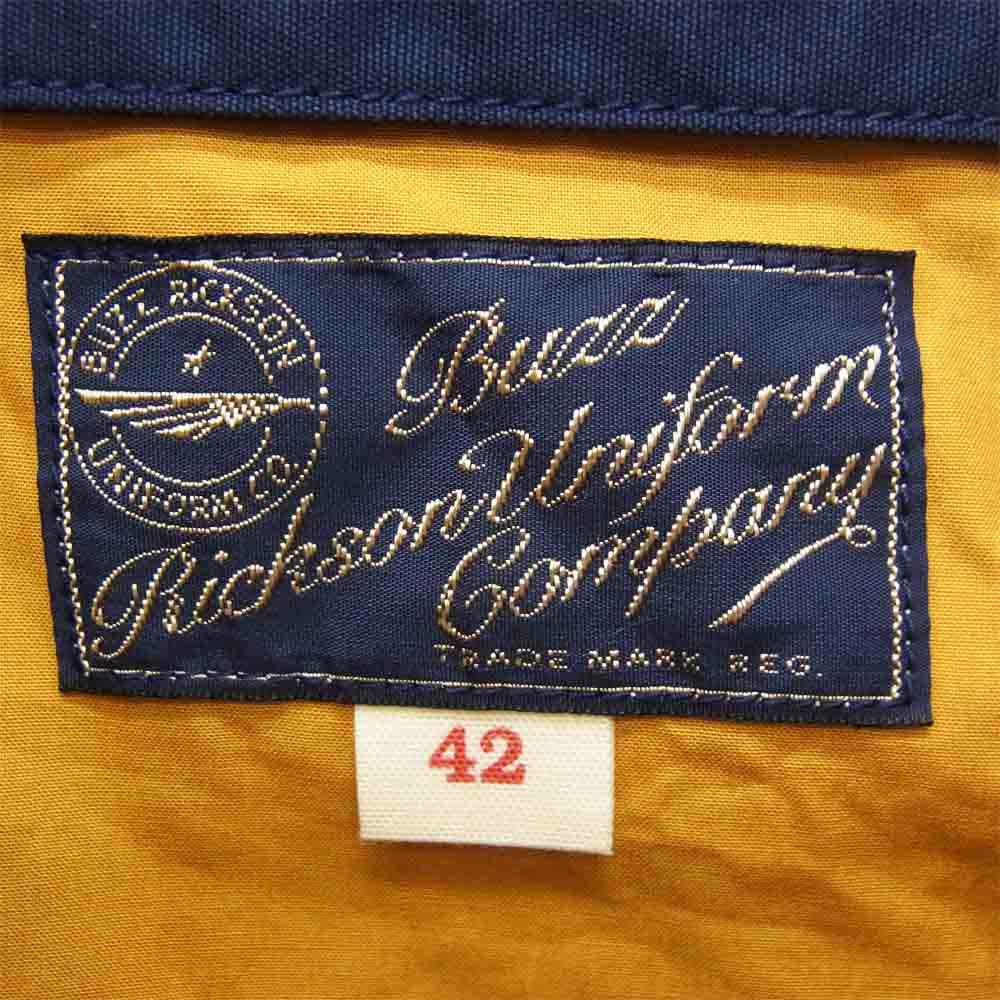 BUZZ RICKSON
UNIFORM CO.
Buzz
Rickson Uniform
Company
TRADE MARK REG.
42